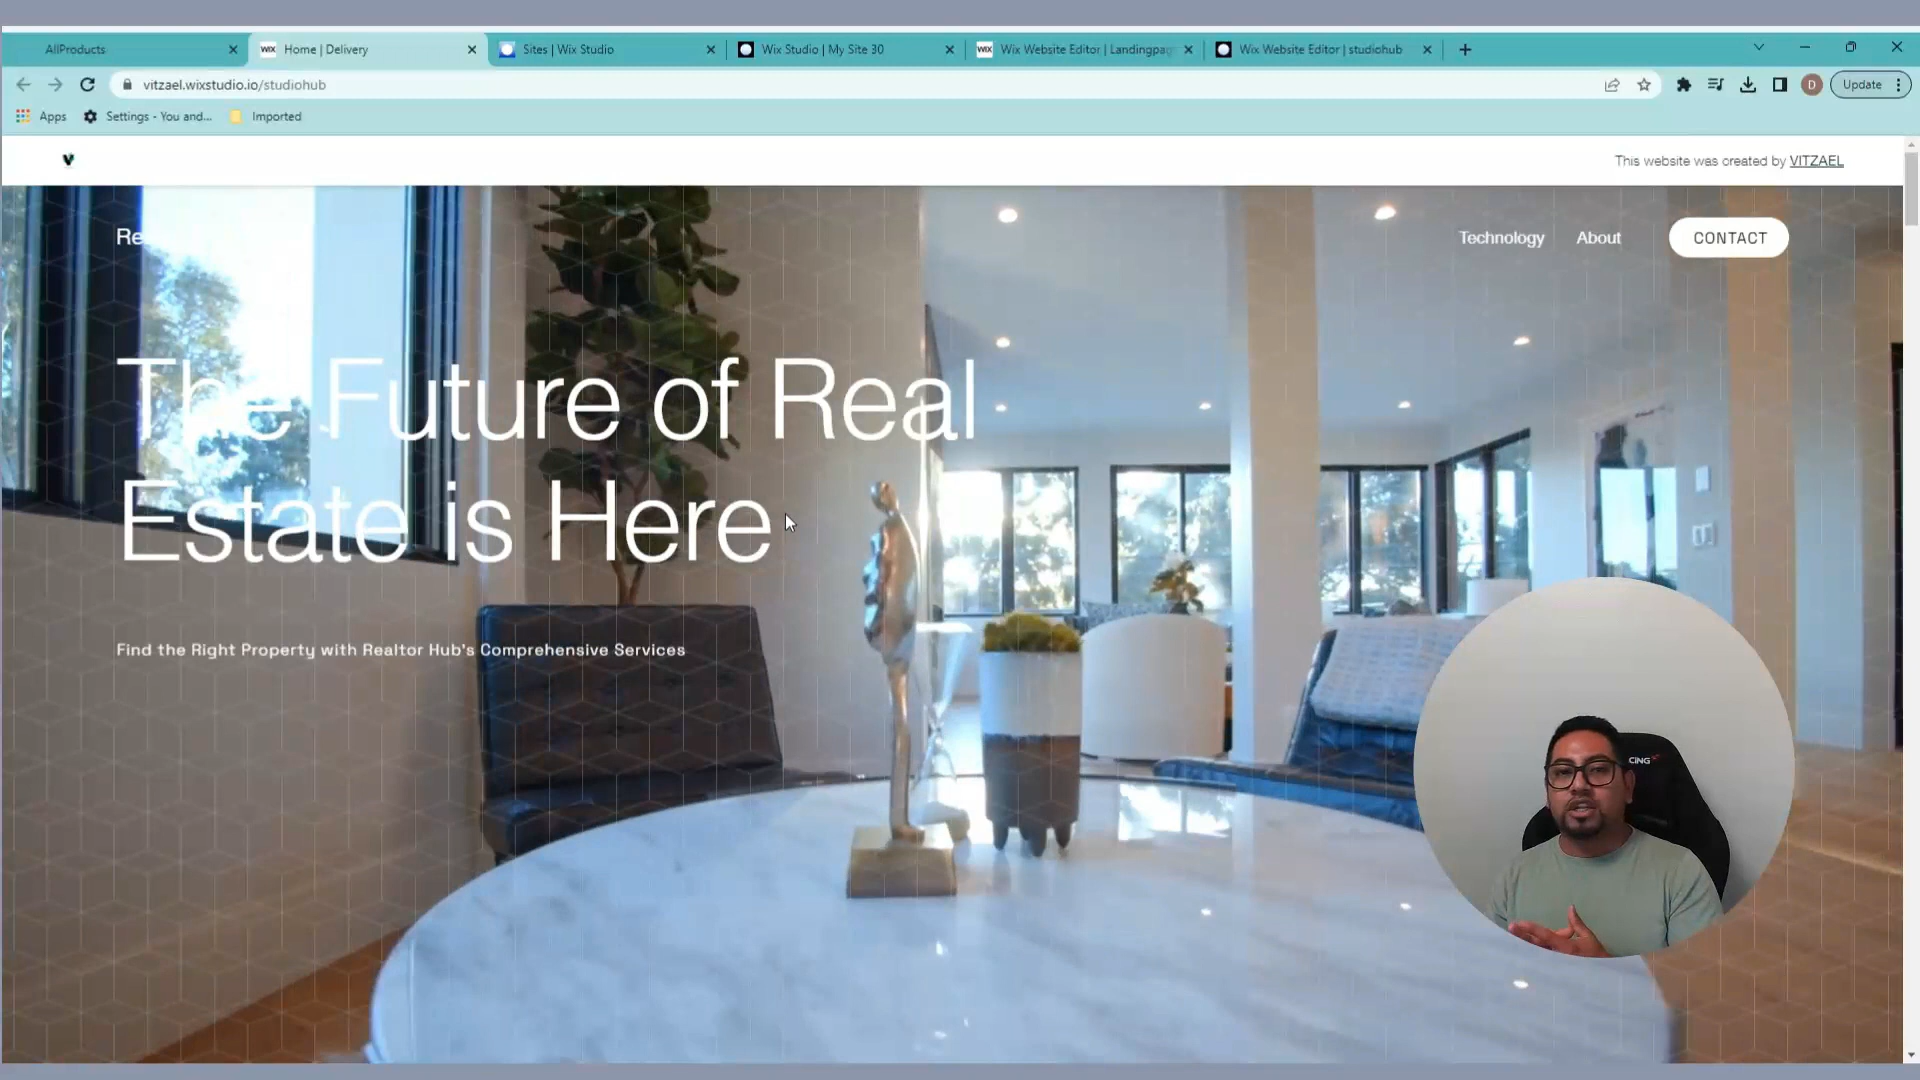 AllProducts
WIX Home | Delivery
Sites | Wix Studio
Wix Studio | My Site 30
WIX Wix Website Editor | Landingpag
Wix Website Editor | studiohub
vitzael.wixstudio.io/studiohub
D
Update
Apps
Settings - You and...
Imported
V
This website was created by VITZAEL
Re
Technology
About
CONTACT
The Future of Real
Estate is Here
Find the Right Property with Realtor Hub's Comprehensive Services
CING